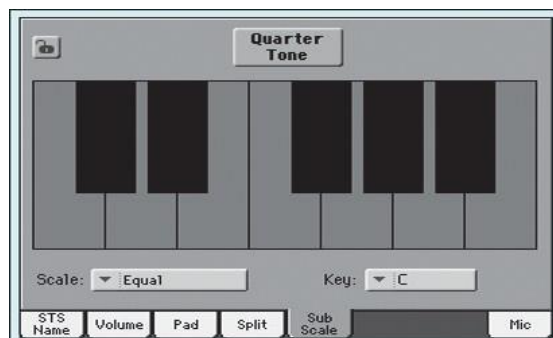 Quarter
Tone
Scale: Equal Key: C
STS
Name
Volume
Pad
Split
Sub
Scale
Mic